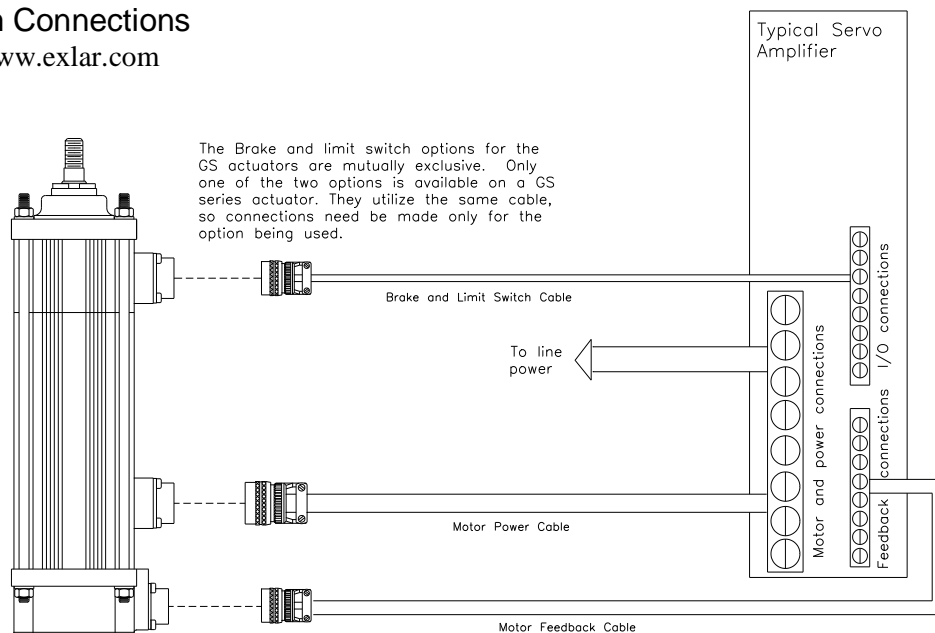 Connections
ww.exlar.com
Typical Servo
Amplifier
The Brake and limit switch options for the
GS actuators are mutually exclusive. Only
one of the two options is available on a GS
series actuator. They utilize the same cable,
so connections need be made only for the
option being used.
Brake and Limit Switch Cable
I/O connections
To line
power
Motor and power connections
Feedback connections
Motor Power Cable
Motor Feedback Cable